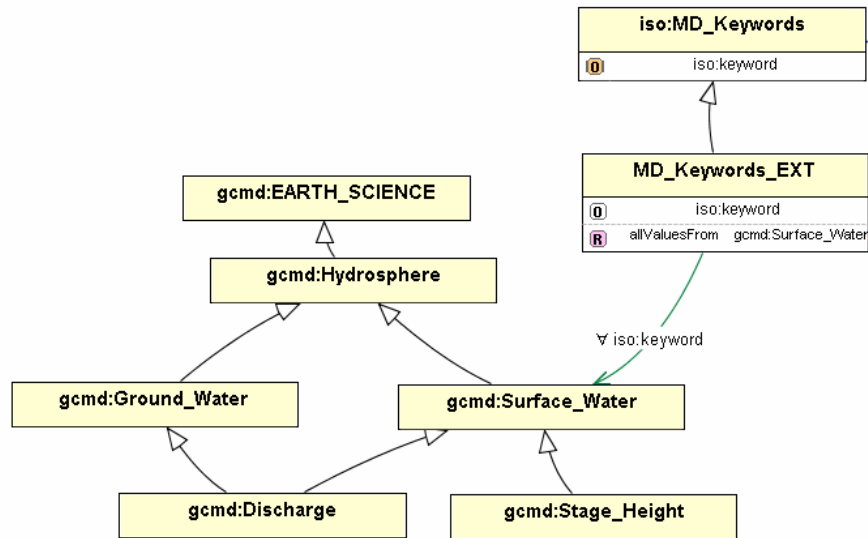 iso:MD_Keywords
O iso:keyword
MD_Keywords_EXT
O iso:keyword
R allValuesFrom gcmd:Surface_Water
gcmd:EARTH_SCIENCE
gcmd:Hydrosphere
∀ iso:keyword
gcmd:Ground_Water
gcmd:Surface_Water
gcmd:Discharge
gcmd:Stage_Height